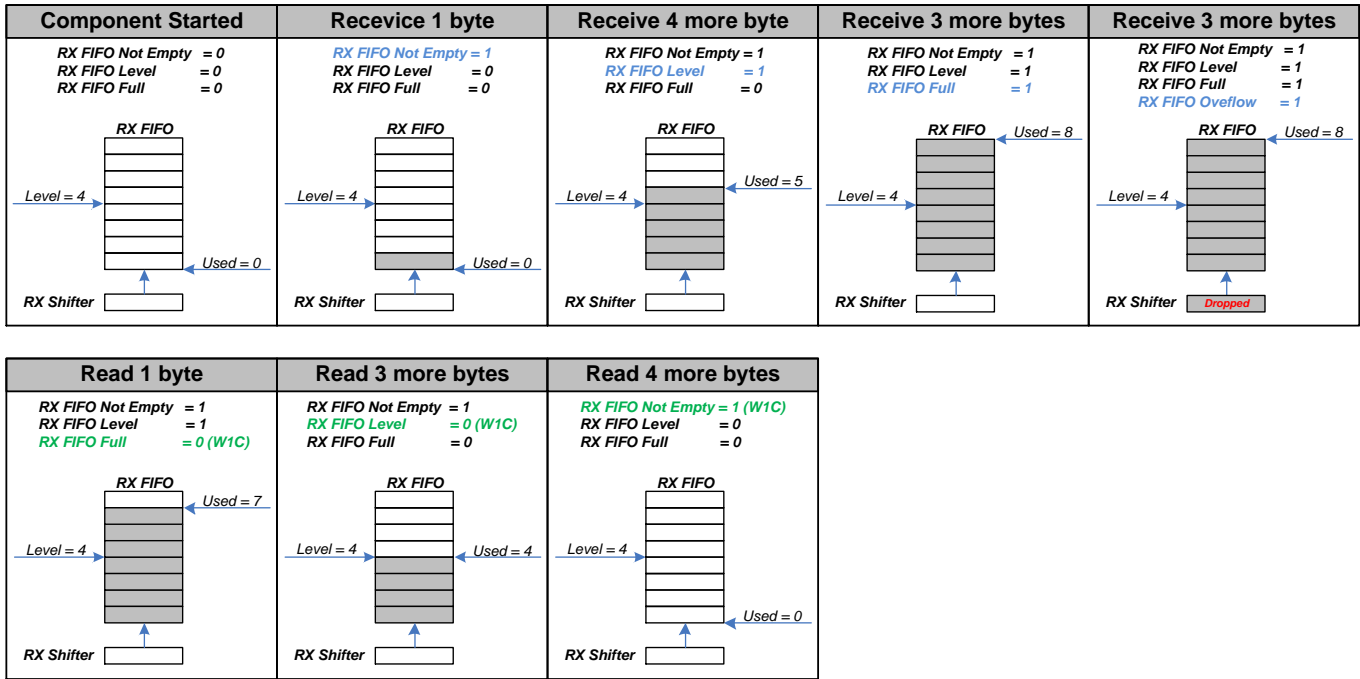 Component Started
RX FIFO Not Empty = 0
RX FIFO Level = 0
RX FIFO Full = 0
RX FIFO
Level = 4
Used = 0
RX Shifter
Recevice 1 byte
RX FIFO Not Empty = 1
RX FIFO Level = 0
RX FIFO Full = 0
RX FIFO
Level = 4
Used = 0
RX Shifter
Receive 4 more byte
RX FIFO Not Empty = 1
RX FIFO Level = 1
RX FIFO Full = 0
RX FIFO
Used = 5
Level = 4
RX Shifter
Receive 3 more bytes
RX FIFO Not Empty = 1
RX FIFO Level = 1
RX FIFO Full = 1
RX FIFO
Used = 8
Level = 4
RX Shifter
Receive 3 more bytes
RX FIFO Not Empty = 1
RX FIFO Level = 1
RX FIFO Full = 1
RX FIFO Oveflow = 1
RX FIFO
Used = 8
Level = 4
RX Shifter
Dropped
Read 1 byte
RX FIFO Not Empty = 1
RX FIFO Level = 1
RX FIFO Full = 0 (W1C)
RX FIFO
Used = 7
Level = 4
RX Shifter
Read 3 more bytes
RX FIFO Not Empty = 1
RX FIFO Level = 0 (W1C)
RX FIFO Full = 0
RX FIFO
Level = 4
Used = 4
RX Shifter
Read 4 more bytes
RX FIFO Not Empty = 1 (W1C)
RX FIFO Level = 0
RX FIFO Full = 0
RX FIFO
Level = 4
Used = 0
RX Shifter